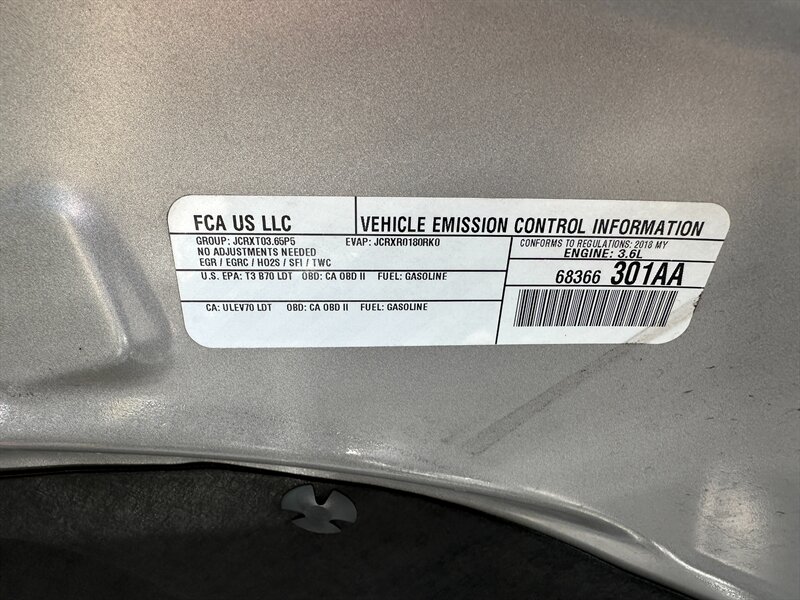 FCA US LLC
VEHICLE EMISSION CONTROL INFORMATION
GROUP: JCRXT03.65P5 EVAP: JCRXR0180RK0
NO ADJUSTMENTS NEEDED
EGR / EGRC / HO2S / SFI / TWC
U.S. EPA: T3 B70 LDT OBD: CA OBD II FUEL: GASOLINE
CA: ULEV70 LDT OBD: CA OBD II FUEL: GASOLINE
CONFORMS TO REGULATIONS: 2018 MY
ENGINE: 3.6L
68366 301AA